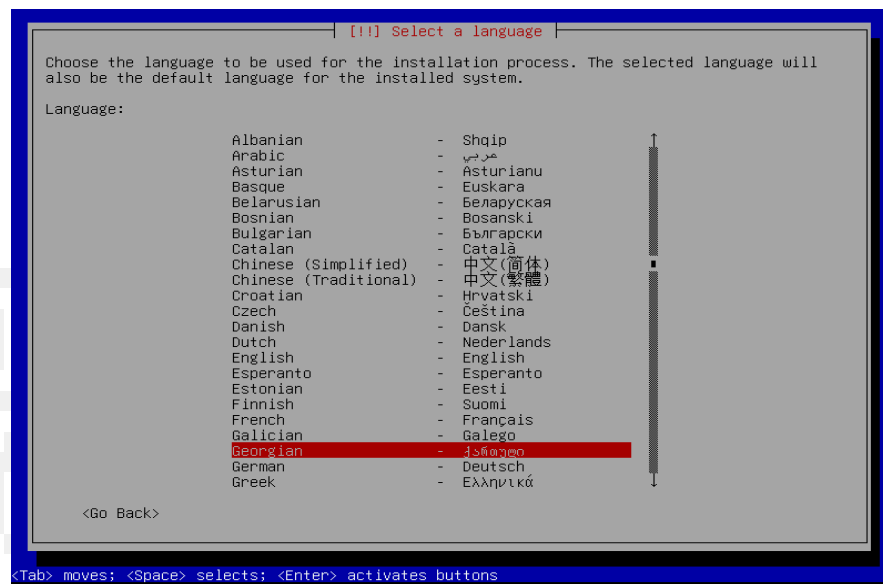 [!!] Select a language
Choose the language to be used for the installation process. The selected language will
also be the default language for the installed system.
Language:
Albanian - Shqip
Arabic - عربي
Asturian - Asturianu
Basque - Euskara
Belarusian - Беларуская
Bosnian - Bosanski
Bulgarian - Български
Catalan - Català
Chinese (Simplified) - 中文(简体)
Chinese (Traditional) - 中文(繁體)
Croatian - Hrvatski
Czech - Čeština
Danish - Dansk
Dutch - Nederlands
English - English
Esperanto - Esperanto
Estonian - Eesti
Finnish - Suomi
French - Français
Galician - Galego
Georgian - ქართული
German - Deutsch
Greek - Ελληνικά
<Go Back>
<Tab> moves; <Space> selects; <Enter> activates buttons